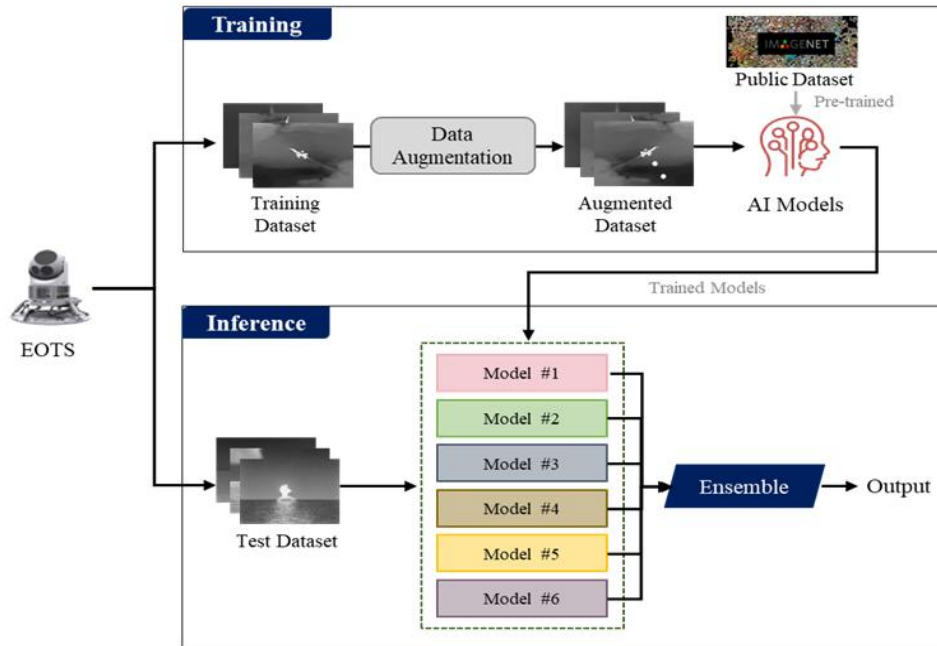 Training
IMAGENET
Public Dataset
Pre-trained
Data
Augmentation
Training
Dataset
Augmented
Dataset
AI Models
Trained Models
EOTS
Inference
Model #1
Model #2
Model #3
Model #4
Model #5
Model #6
Ensemble
Output
Test Dataset